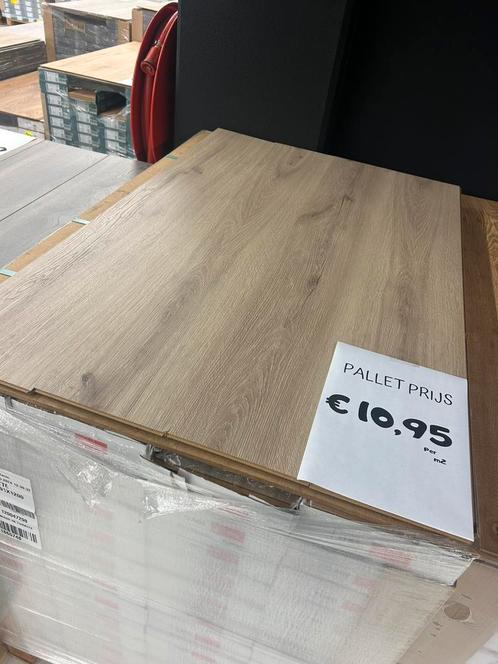 PALLET PRIJS
€ 10,95
Per
m2